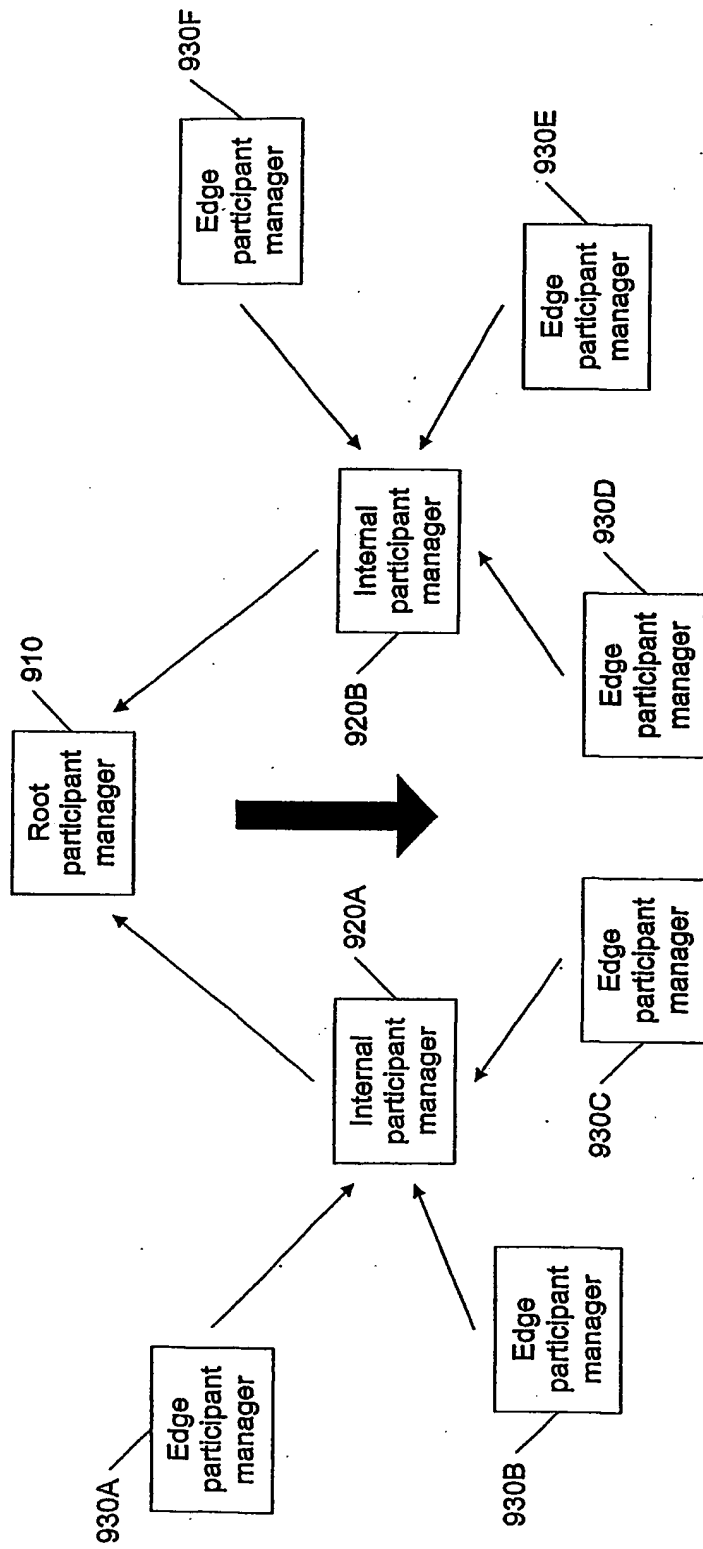 910
Root
participant
manager
920A
Internal
participant
manager
920B
Internal
participant
manager
930A
Edge
participant
manager
930B
Edge
participant
manager
930C
Edge
participant
manager
930D
Edge
participant
manager
930E
Edge
participant
manager
930F
Edge
participant
manager